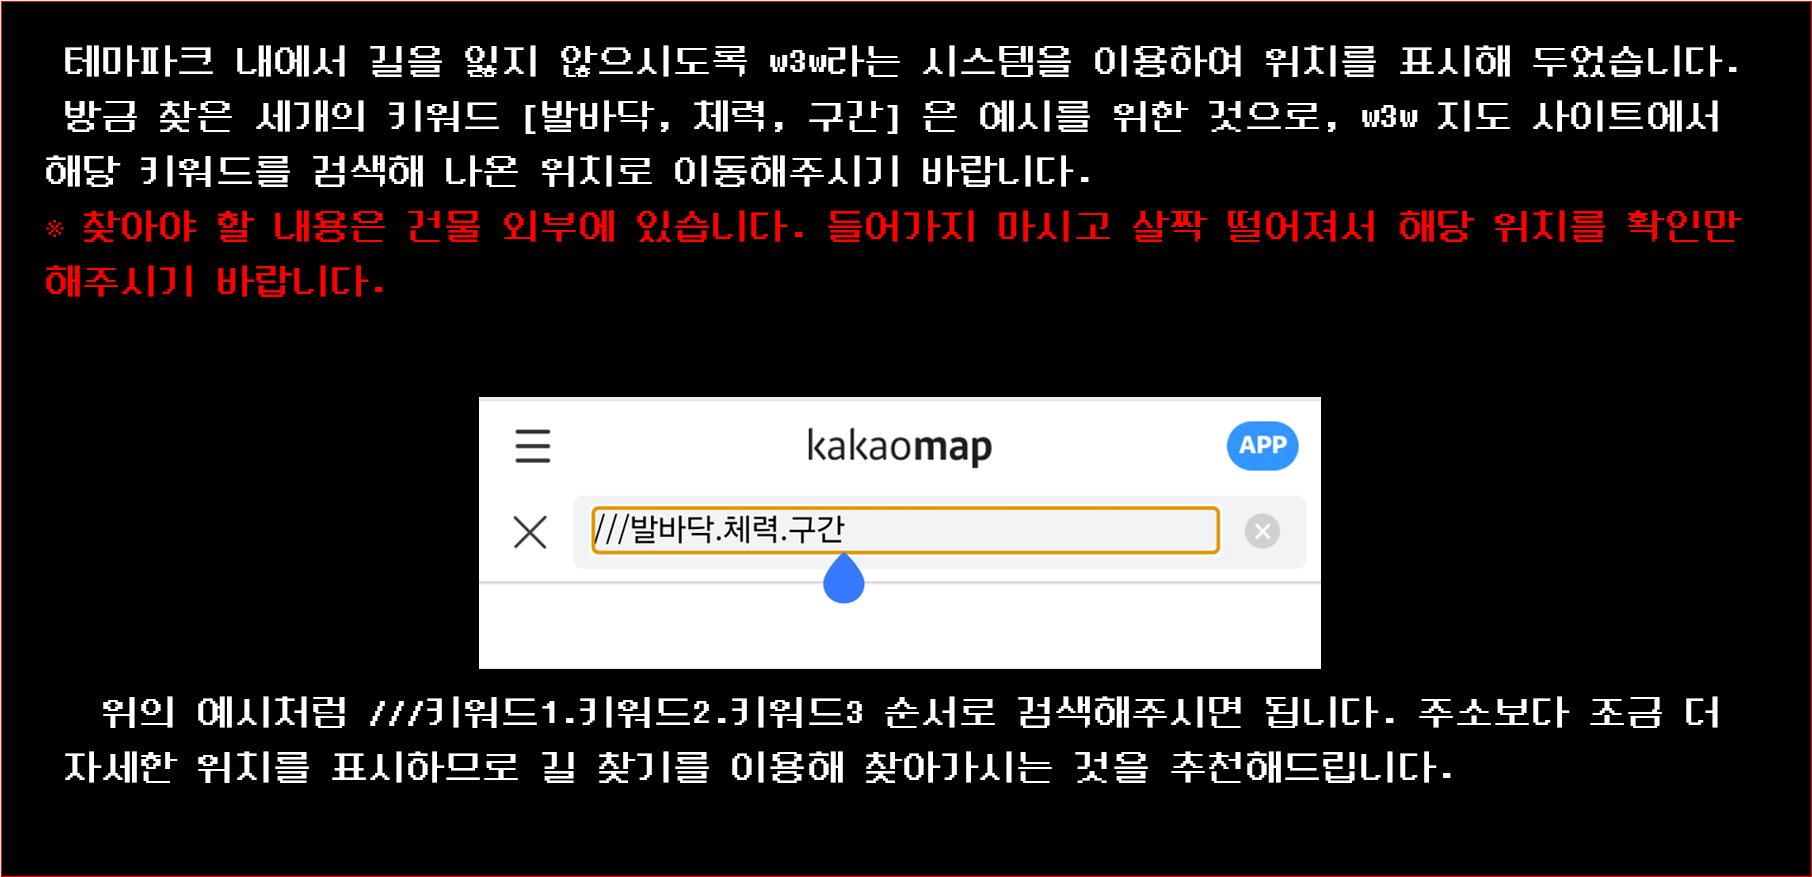 테마파크 내에서 길을 잃지 않으시도록 w3w라는 시스템을 이용하여 위치를 표시해 두었습니다.
방금 찾은 세개의 키워드 [발바닥, 체력, 구간] 은 예시를 위한 것으로, w3w 지도 사이트에서
해당 키워드를 검색해 나온 위치로 이동해주시기 바랍니다.
※ 찾아야 할 내용은 건물 외부에 있습니다. 들어가지 마시고 살짝 떨어져서 해당 위치를 확인만
해주시기 바랍니다.
kakaomap
APP
///발바닥.체력.구간
위의 예시처럼 ///키워드1.키워드2.키워드3 순서로 검색해주시면 됩니다. 주소보다 조금 더
자세한 위치를 표시하므로 길 찾기를 이용해 찾아가시는 것을 추천해드립니다.